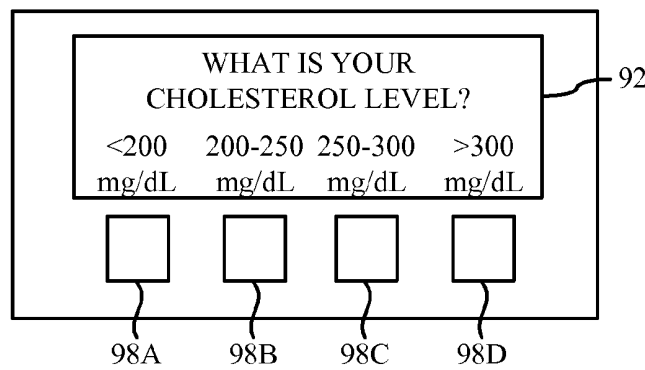 WHAT IS YOUR
CHOLESTEROL LEVEL?
92
<200 200-250 250-300 >300
mg/dL mg/dL mg/dL mg/dL
98A 98B 98C 98D